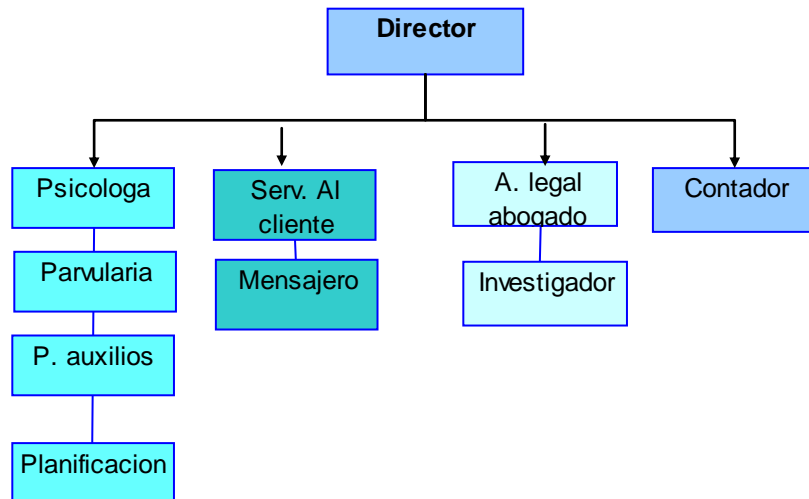 Director
Psicologa
Serv. Al
cliente
A. legal
abogado
Contador
Parvularia
Mensajero
Investigador
P. auxilios
Planificacion